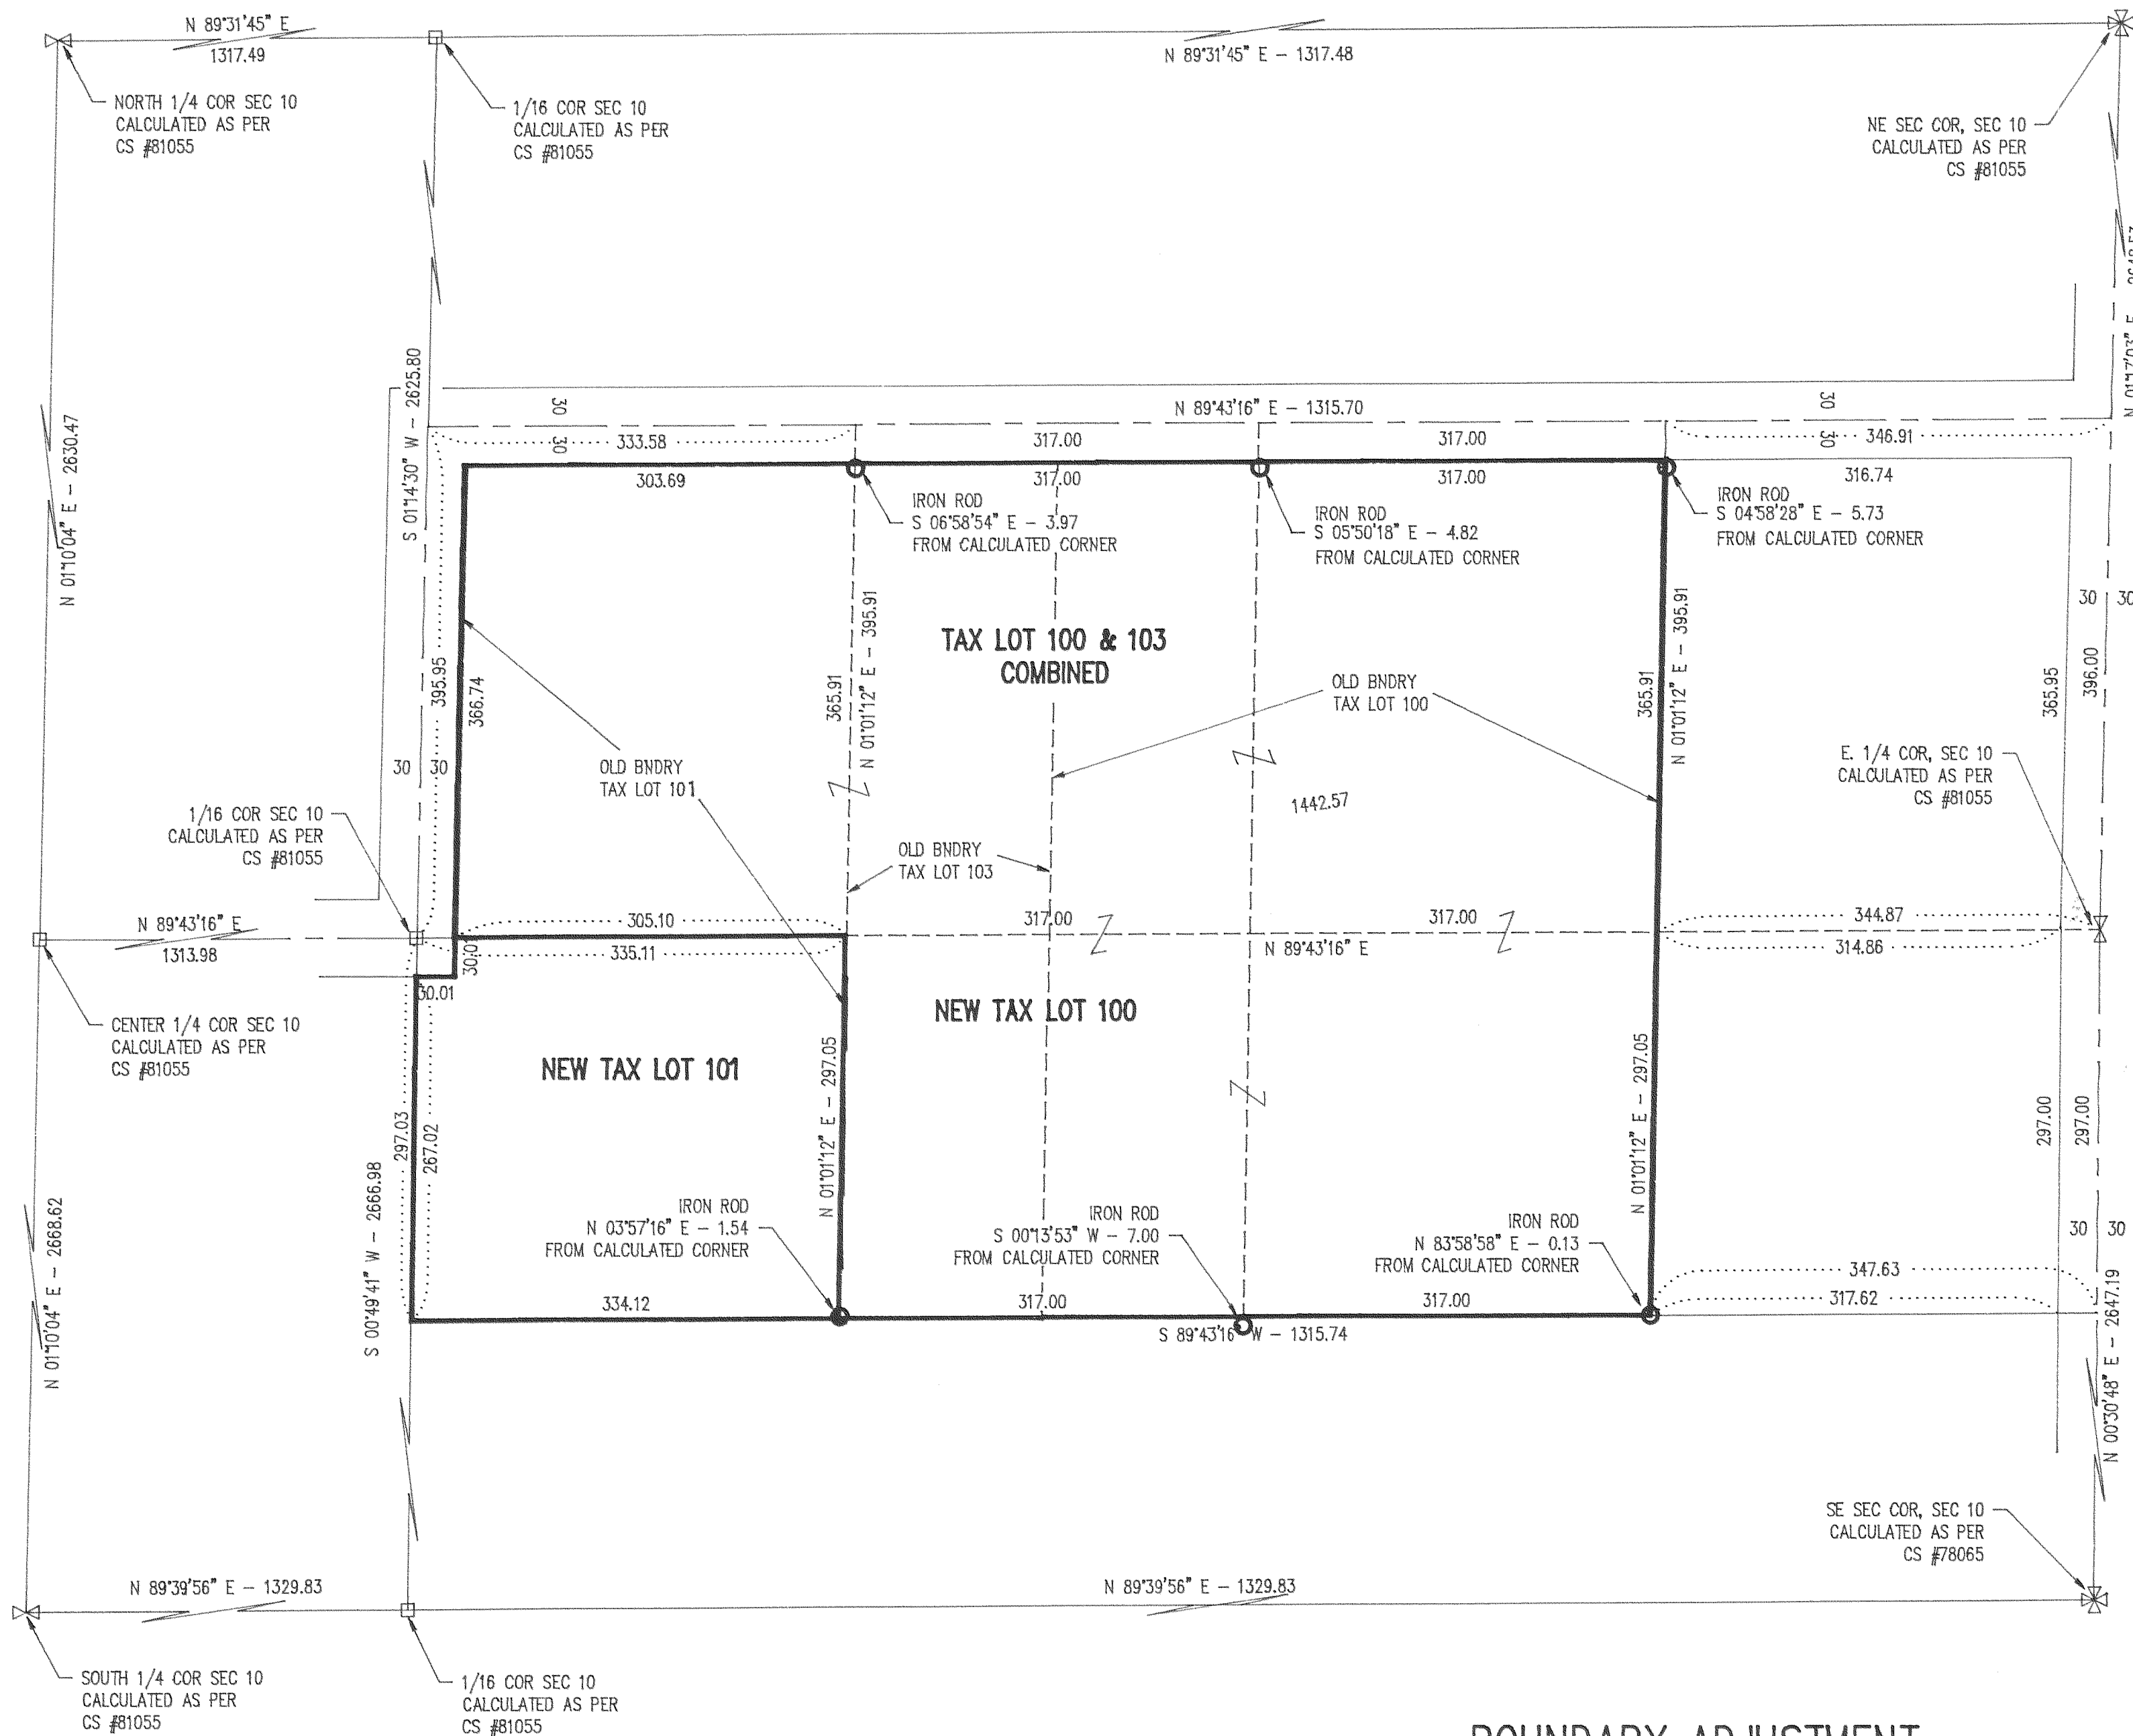 N 89°31'45" E
1317.49
N 89°31'45" E – 1317.48
NORTH 1/4 COR SEC 10
CALCULATED AS PER
CS #81055
1/16 COR SEC 10
CALCULATED AS PER
CS #81055
NE SEC COR, SEC 10
CALCULATED AS PER
CS #81055
N 01°10'04" E – 2630.47
S 01°14'30" W – 2625.80
30
30
N 89°43'16" E – 1315.70
30
30
333.58
317.00
317.00
346.91
303.69
317.00
317.00
316.74
IRON ROD
S 06°58'54" E – 3.97
FROM CALCULATED CORNER
IRON ROD
S 05°50'18" E – 4.82
FROM CALCULATED CORNER
IRON ROD
S 04°58'28" E – 5.73
FROM CALCULATED CORNER
395.95
366.74
30
30
365.91
N 01°01'12" E – 395.91
TAX LOT 100 & 103
COMBINED
OLD BNDRY
TAX LOT 100
365.91
N 01°01'12" E – 395.91
30
30
365.95
396.00
OLD BNDRY
TAX LOT 101
1442.57
E. 1/4 COR, SEC 10
CALCULATED AS PER
CS #81055
1/16 COR SEC 10
CALCULATED AS PER
CS #81055
OLD BNDRY
TAX LOT 103
N 89°43'16" E
1313.98
305.10
335.11
30.0
30.01
317.00
317.00
N 89°43'16" E
344.87
314.86
CENTER 1/4 COR SEC 10
CALCULATED AS PER
CS #81055
NEW TAX LOT 101
NEW TAX LOT 100
297.03
267.02
N 01°01'12" E – 297.05
N 01°01'12" E – 297.05
297.00
297.00
N 01°10'04" E – 2668.62
S 00°49'41" W – 2666.98
IRON ROD
N 03°57'16" E – 1.54
FROM CALCULATED CORNER
IRON ROD
S 00°13'53" W – 7.00
FROM CALCULATED CORNER
IRON ROD
N 83°58'58" E – 0.13
FROM CALCULATED CORNER
30
30
334.12
317.00
317.00
347.63
317.62
S 89°43'16" W – 1315.74
N 00°30'48" E – 2647.19
SE SEC COR, SEC 10
CALCULATED AS PER
CS #78065
N 89°39'56" E – 1329.83
N 89°39'56" E – 1329.83
SOUTH 1/4 COR SEC 10
CALCULATED AS PER
CS #81055
1/16 COR SEC 10
CALCULATED AS PER
CS #81055
BOUNDARY ADJUSTMENT